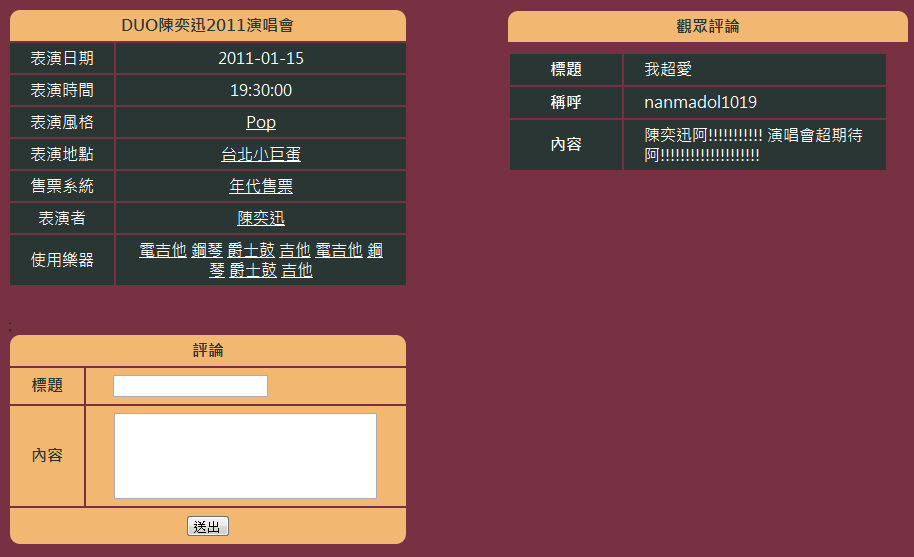 DUO陳奕迅2011演唱會
表演日期 2011-01-15
表演時間 19:30:00
表演風格 Pop
表演地點 台北小巨蛋
售票系統 年代售票
表演者 陳奕迅
使用樂器 電吉他 鋼琴 爵士鼓 吉他 電吉他 鋼
琴 爵士鼓 吉他
;
評論
標題
內容
送出
觀眾評論
標題 我超愛
稱呼 nanmadol1019
內容 陳奕迅阿!!!!!!!!!!! 演唱會超期待
阿!!!!!!!!!!!!!!!!!!!!